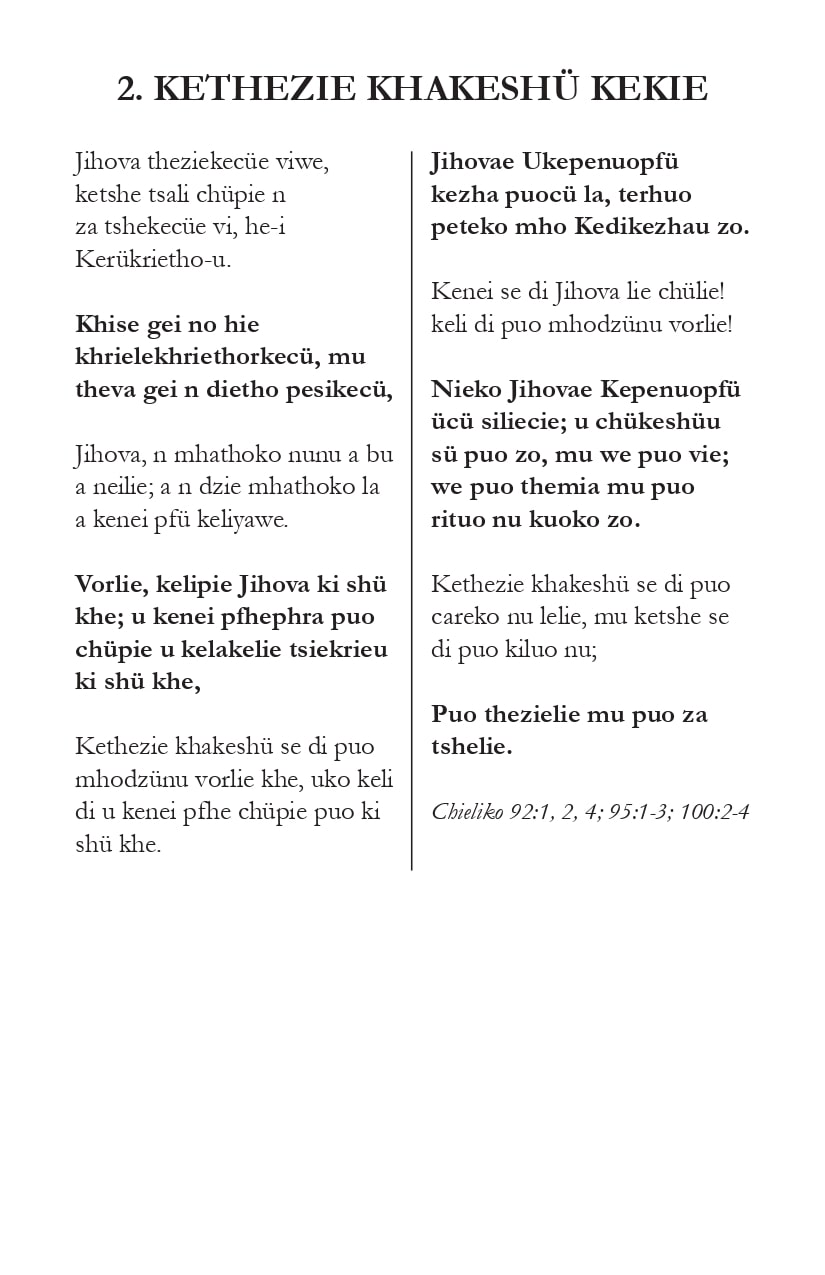 2. KETHEZIE KHAKESHÜ KEKIE
Jihova theziekecüe viwe,
ketshe tsali chüpie n
za tshekecüe vi, he-i
Kerükrietho-u.
Khise gei no hie
khrielekhriethorkecü, mu
theva gei n dietho pesikecü,
Jihova, n mhathoko nunu a bu
a neilie; a n dzie mhathoko la
a kenei pfü keliyawe.
Vorlie, kelipie Jihova ki shü
khe; u kenei pfhephra puo
chüpie u kelakelie tsiekrieu
ki shü khe,
Kethezie khakeshü se di puo
mhodzünu vorlie khe, uko keli
di u kenei pfhe chüpie puo ki
shü khe.
Jihovae Ukepenuopfü
kezha puocü la, terhuo
peteko mho Kedikezhau zo.
Kenei se di Jihova lie chülie!
keli di puo mhodzünu vorlie!
Nieko Jihovae Kepenuopfü
ücü siliecie; u chükeshüu
sü puo zo, mu we puo vie;
we puo themia mu puo
rituo nu kuoko zo.
Kethezie khakeshü se di puo
careko nu lelie, mu ketshe se
di puo kiluo nu;
Puo thezielie mu puo za
tshelie.
Chieliko 92:1, 2, 4; 95:1-3; 100:2-4